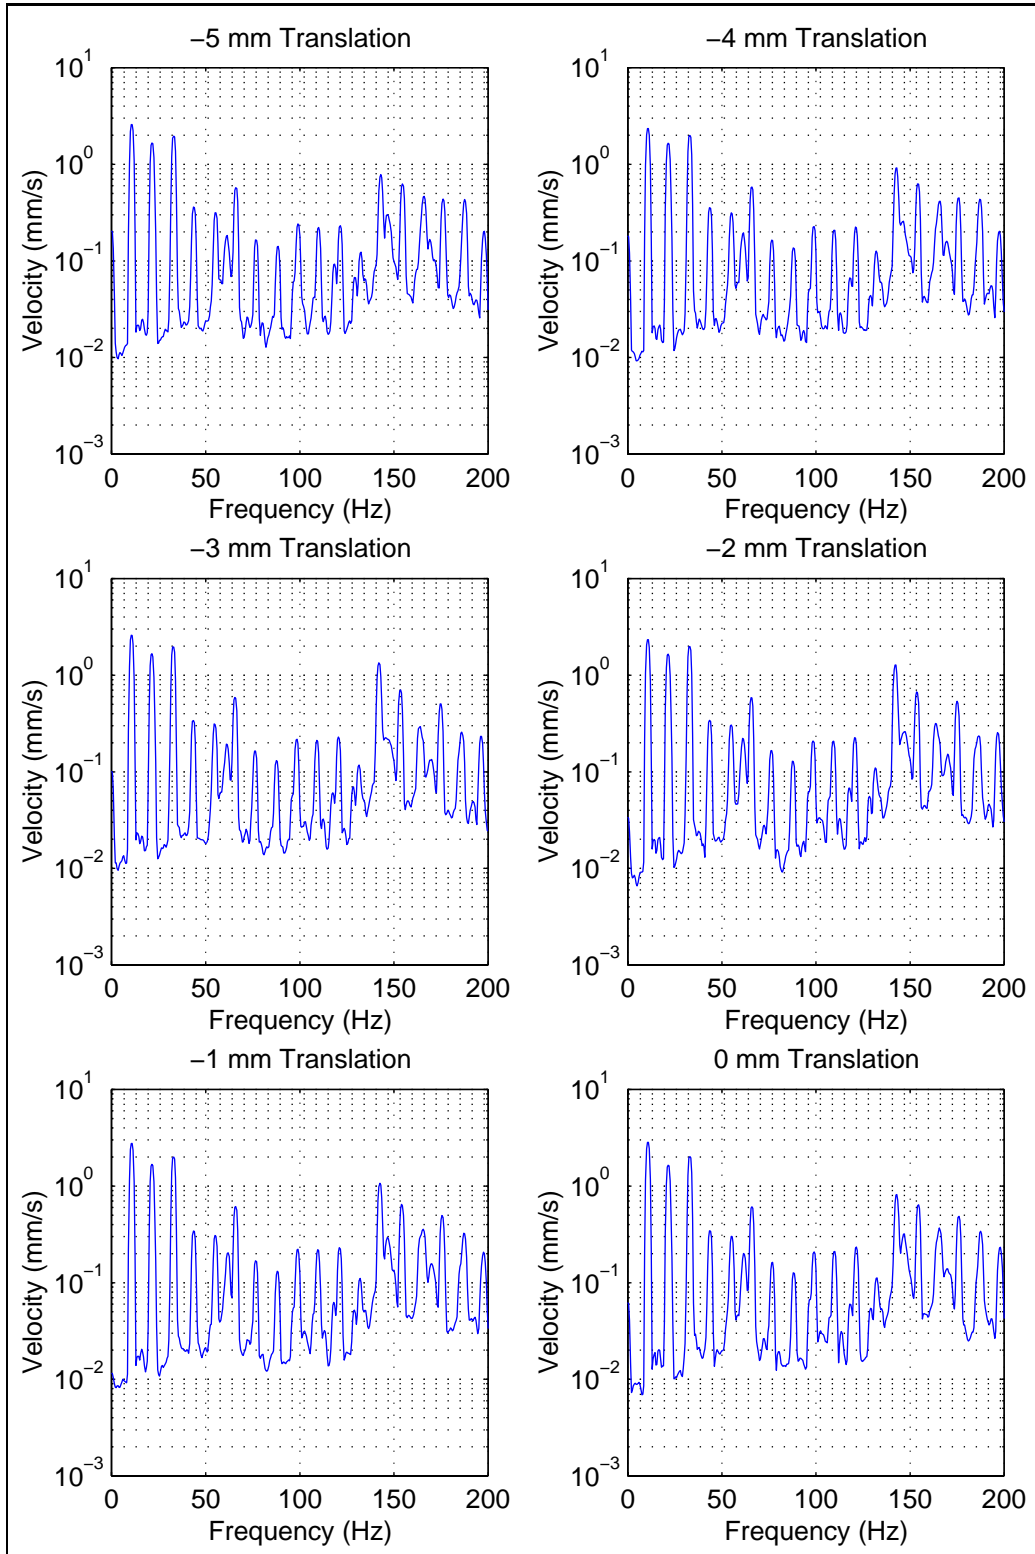 −5 mm Translation
10^1
10^0
10^−1
10^−2
10^−3
Velocity (mm/s)
0 50 100 150 200
Frequency (Hz)
−4 mm Translation
10^1
10^0
10^−1
10^−2
10^−3
Velocity (mm/s)
0 50 100 150 200
Frequency (Hz)
−3 mm Translation
10^1
10^0
10^−1
10^−2
10^−3
Velocity (mm/s)
0 50 100 150 200
Frequency (Hz)
−2 mm Translation
10^1
10^0
10^−1
10^−2
10^−3
Velocity (mm/s)
0 50 100 150 200
Frequency (Hz)
−1 mm Translation
10^1
10^0
10^−1
10^−2
10^−3
Velocity (mm/s)
0 50 100 150 200
Frequency (Hz)
0 mm Translation
10^1
10^0
10^−1
10^−2
10^−3
Velocity (mm/s)
0 50 100 150 200
Frequency (Hz)